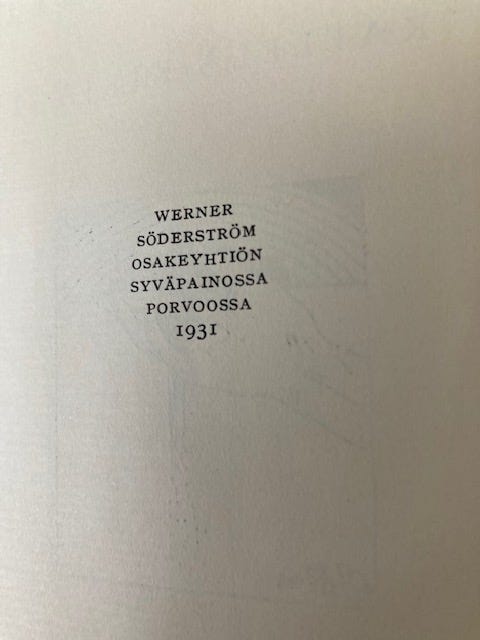 WERNER
SÖDERSTRÖM
OSAKEYHTIÖN
SYVÄPAINOSSA
PORVOOSSA
1931